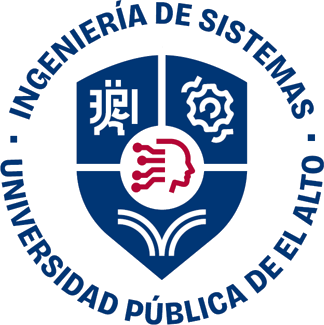 INGENIERÍA DE SISTEMAS
UNIVERSIDAD PÚBLICA DE EL ALTO